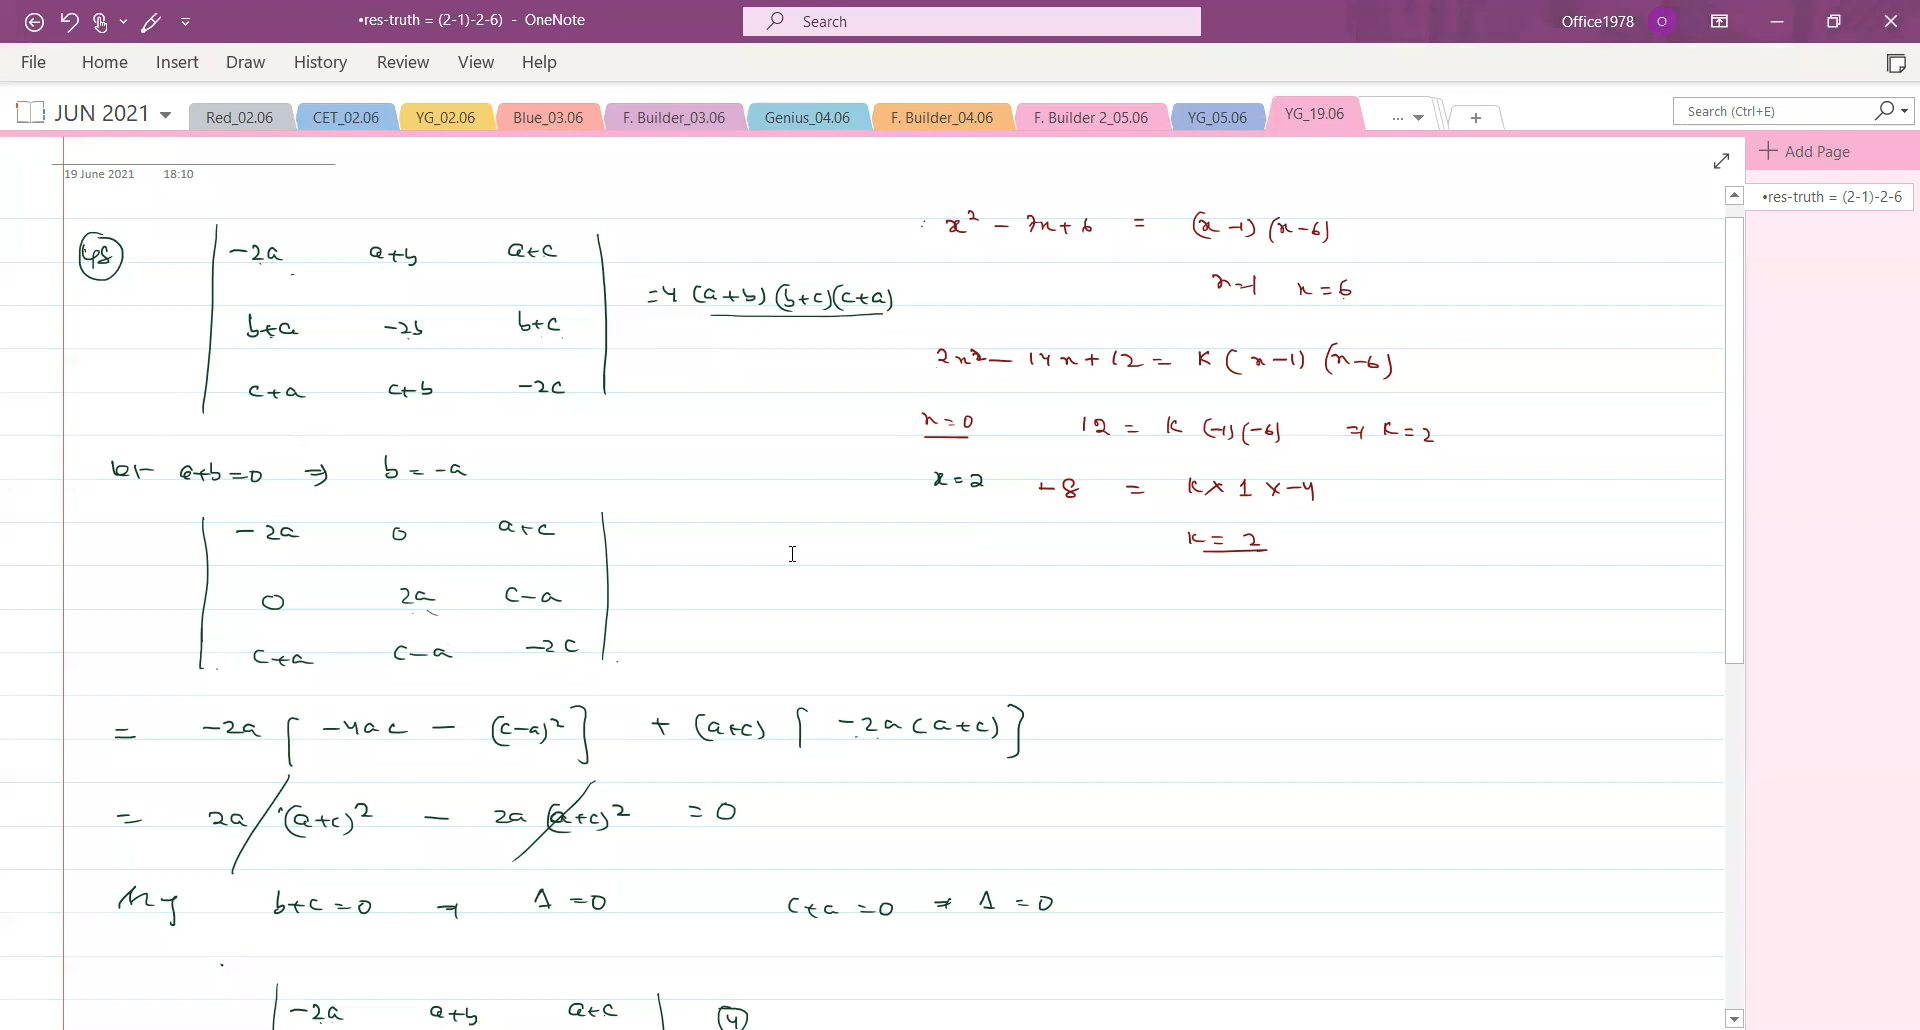 •res-truth = (2-1)-2-6) - OneNote
Search
Office1978
O
File Home Insert Draw History Review View Help
JUN 2021
Red_02.06 CET_02.06 YG_02.06 Blue_03.06 F. Builder_03.06 Genius_04.06 F. Builder_04.06 F. Builder 2_05.06 YG_05.06 YG_19.06 ... +
Search (Ctrl+E)
Add Page
•res-truth = (2-1)-2-6
19 June 2021 18:10
48
-2a a+b a+c
b+a -2b b+c
c+a c+b -2c
=4 (a+b) (b+c)(c+a)
let a+b=0 ⇒ b = -a
-2a 0 a+c
0 2a c-a
c+a c-a -2c
= -2a [ -4ac - (c-a)² ] + (a+c) [ -2a(a+c) ]
= 2a (a+c)² - 2a (a+c)² = 0
b+c = 0 ⇒ Δ = 0 c+a = 0 ⇒ Δ = 0
-2a a+b a+c
4
x² - 7x+6 = (x-1) (x-6)
x=1 x=6
2x² - 14x+12 = K (x-1) (x-6)
x=0 12 = K (-1)(-6) ⇒ K=2
x=2 -8 = K× 1 ×-4
K = 2